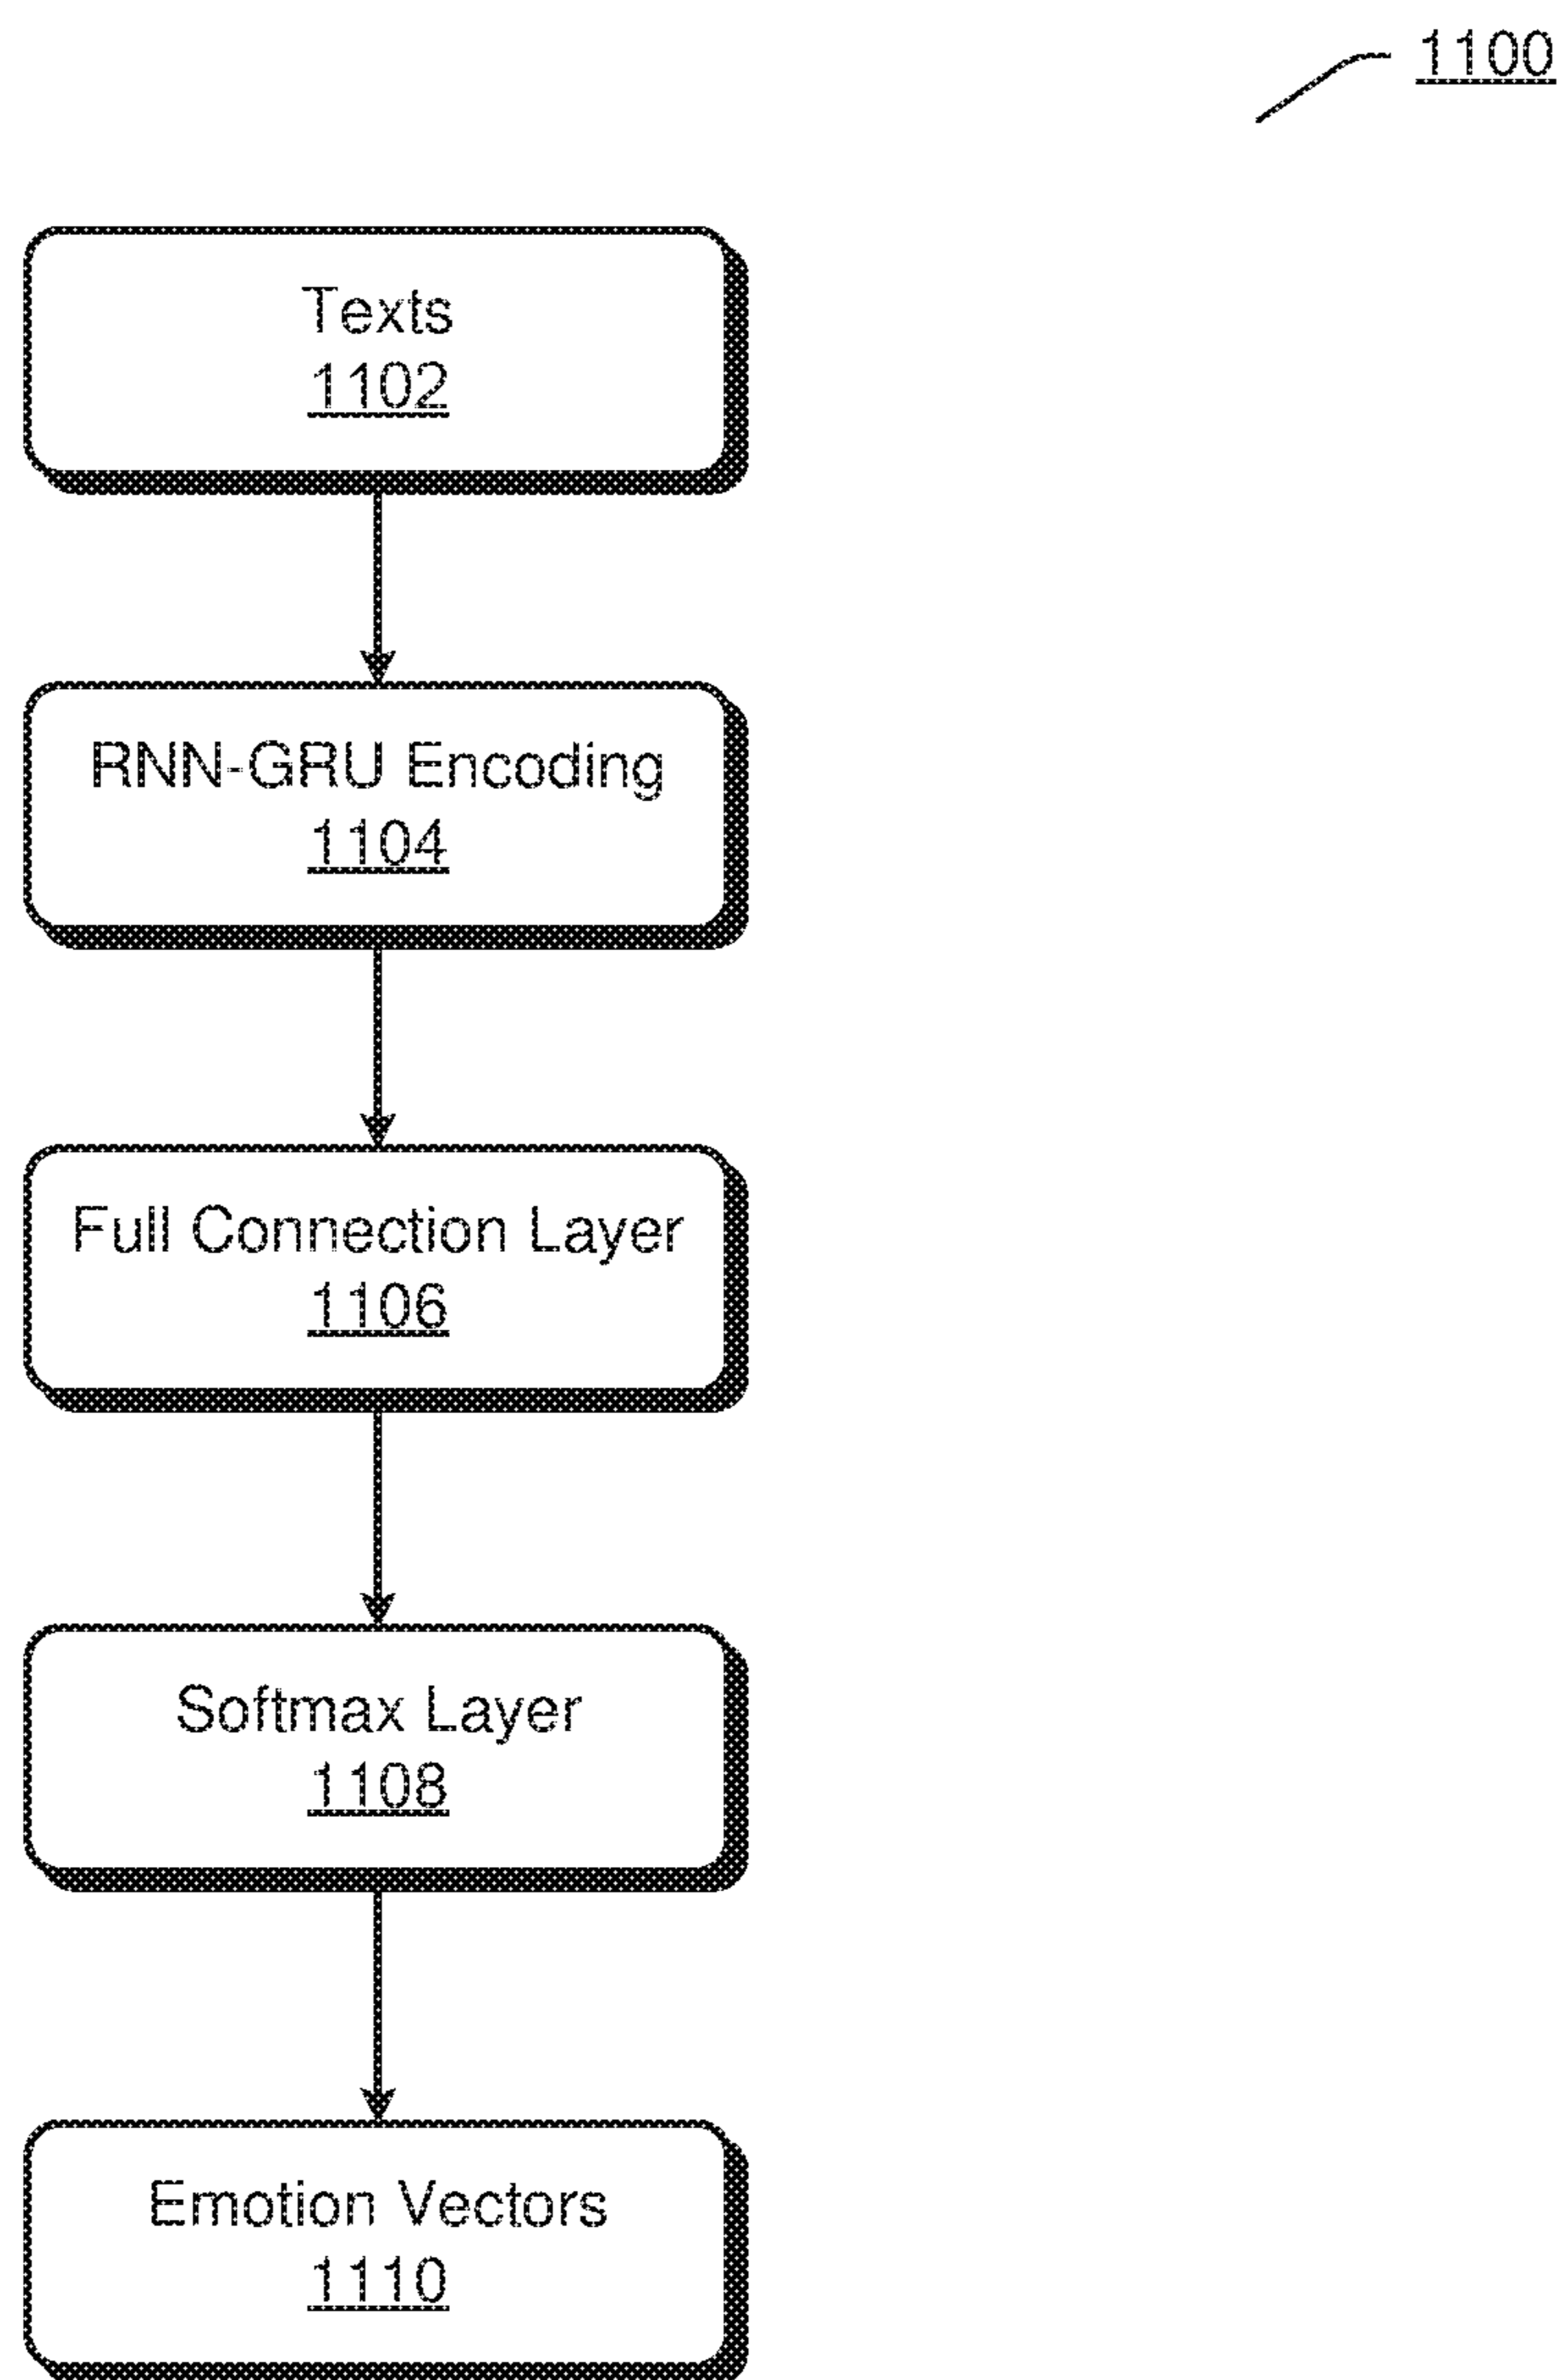 1100
Texts
1102
RNN-GRU Encoding
1104
Full Connection Layer
1106
Softmax Layer
1108
Emotion Vectors
1110